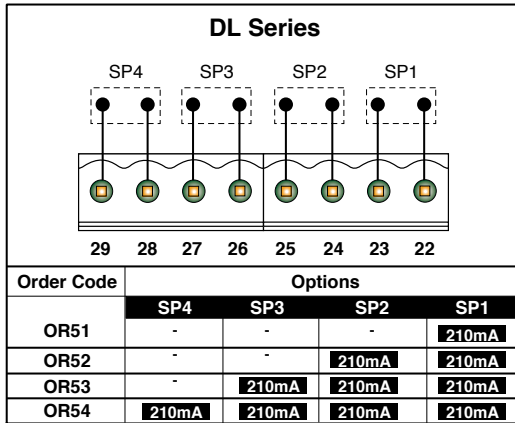 DL Series
SP4 SP3 SP2 SP1
29 28 27 26 25 24 23 22
Order Code Options
SP4 SP3 SP2 SP1
OR51 - - - 210mA
OR52 - - 210mA 210mA
OR53 - 210mA 210mA 210mA
OR54 210mA 210mA 210mA 210mA